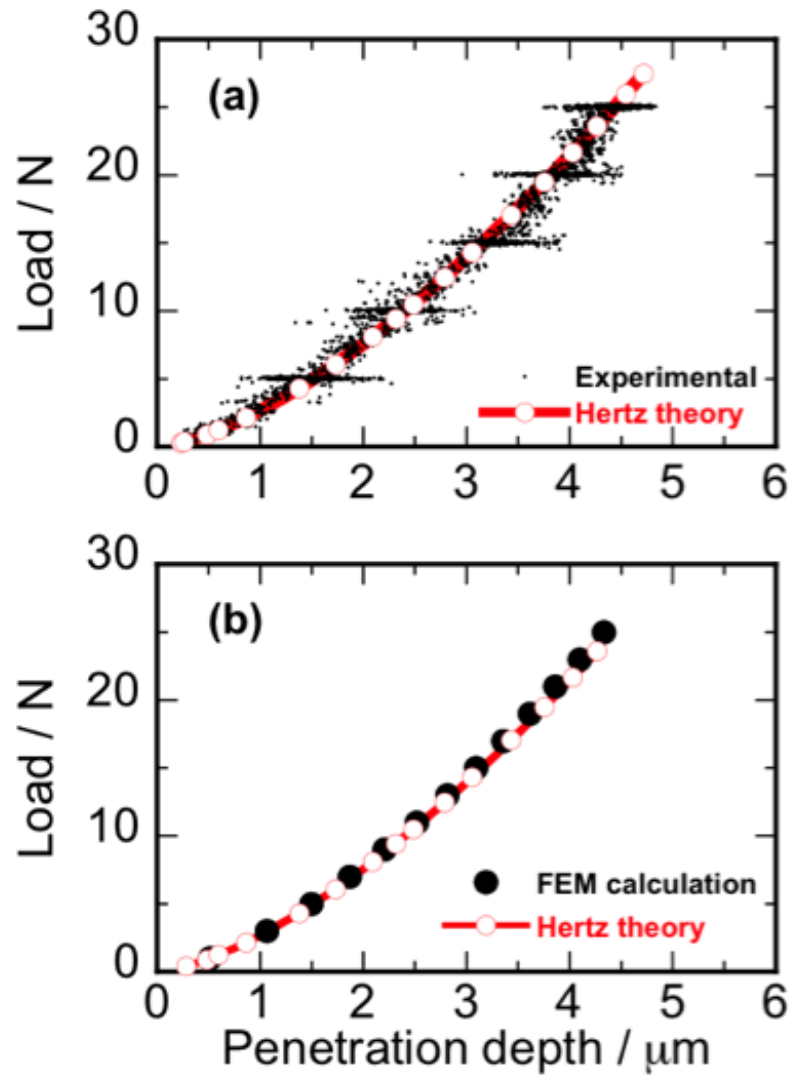 (a)
30
20
10
0
Load / N
Experimental
Hertz theory
0 1 2 3 4 5 6
(b)
30
20
10
0
Load / N
FEM calculation
Hertz theory
0 1 2 3 4 5 6
Penetration depth / μm